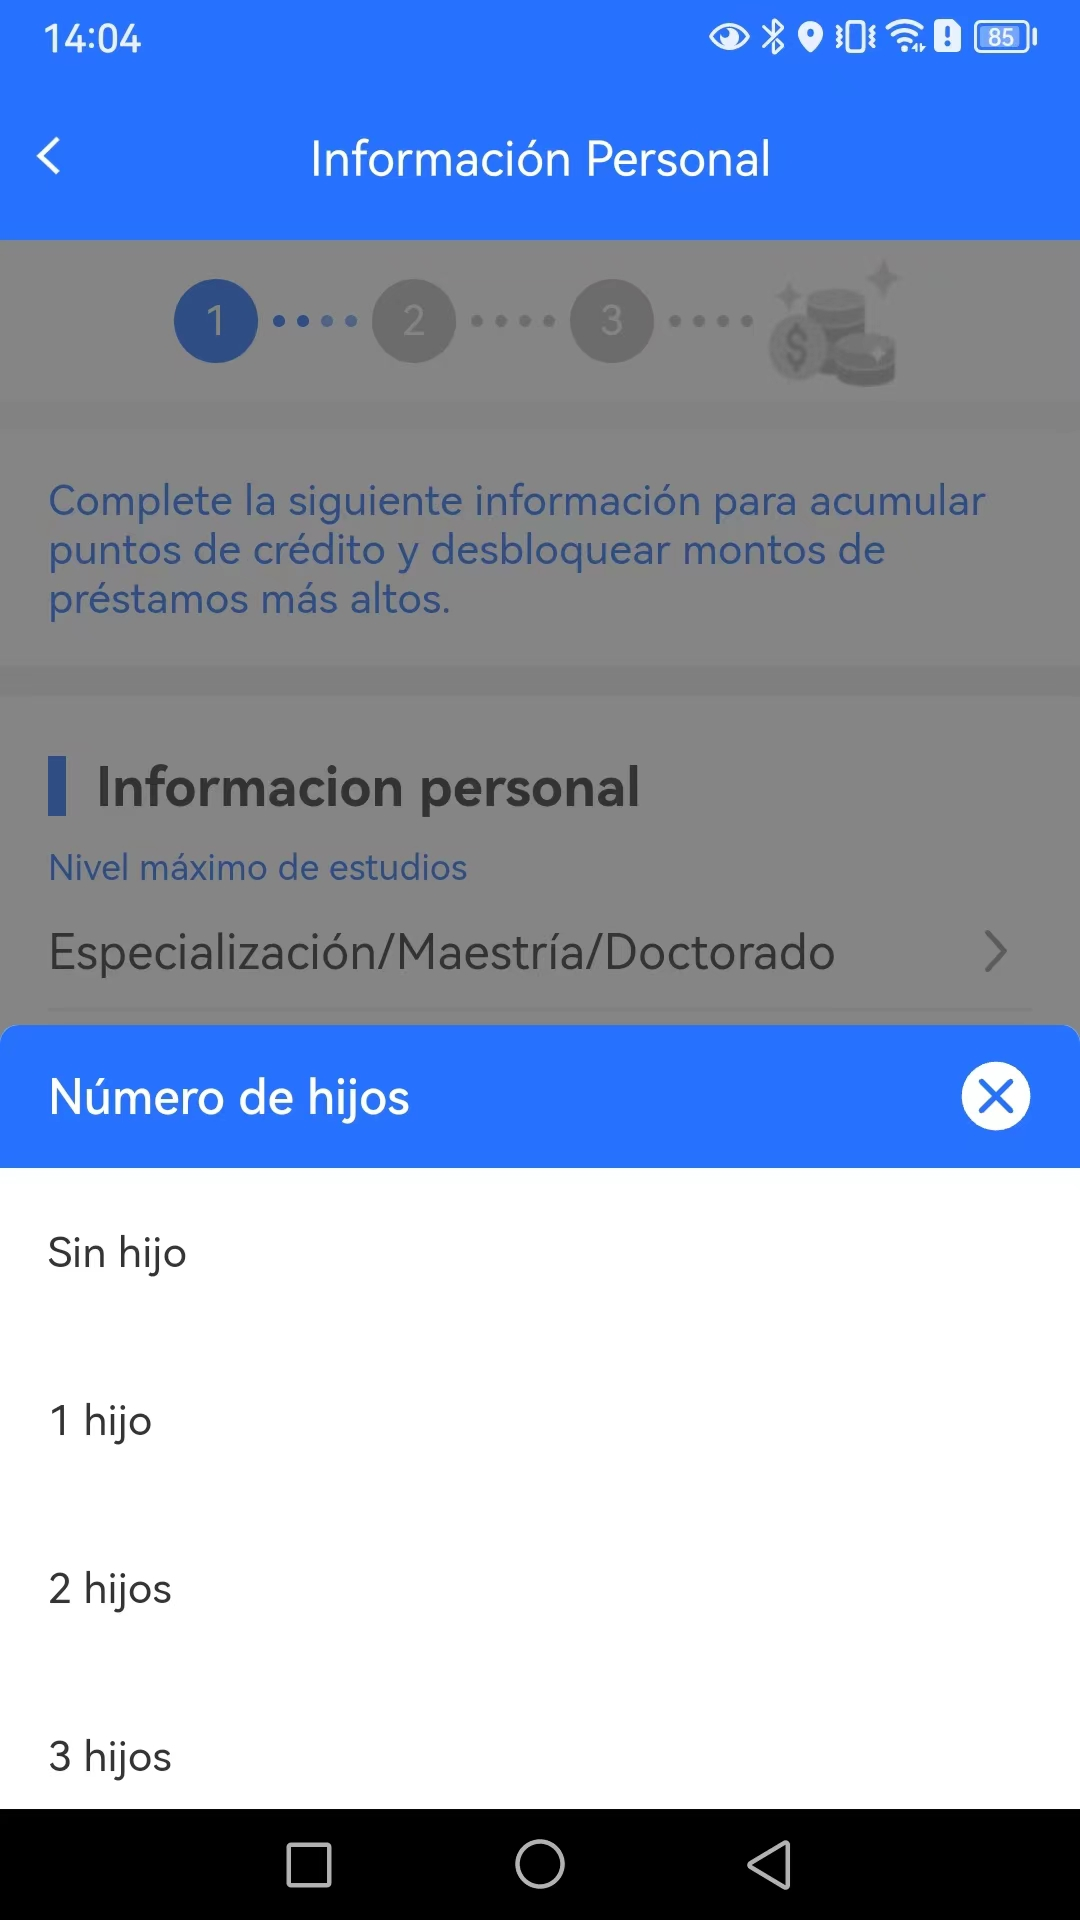 14:04
85
Información Personal
1
2
3
$
Complete la siguiente información para acumular
puntos de crédito y desbloquear montos de
préstamos más altos.
Informacion personal
Nivel máximo de estudios
Especialización/Maestría/Doctorado
Número de hijos
Sin hijo
1 hijo
2 hijos
3 hijos